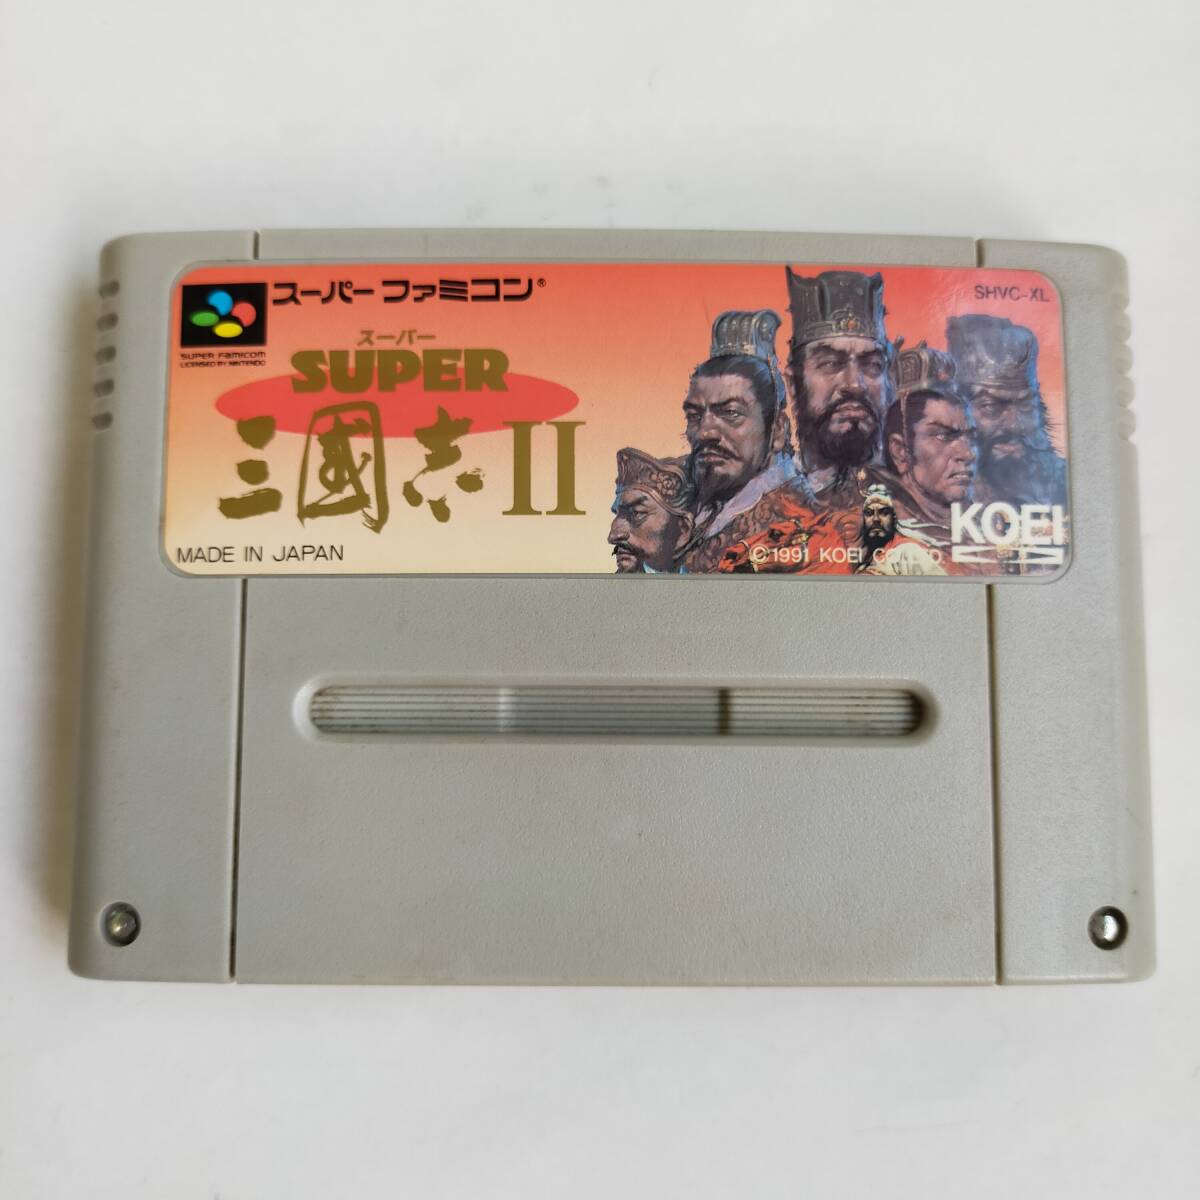 スーパーファミコン®
SHVC-XL
SUPER FAMICOM
LICENSED BY NINTENDO
スーパー
SUPER
三國志II
KOEI
MADE IN JAPAN
©1991 KOEI